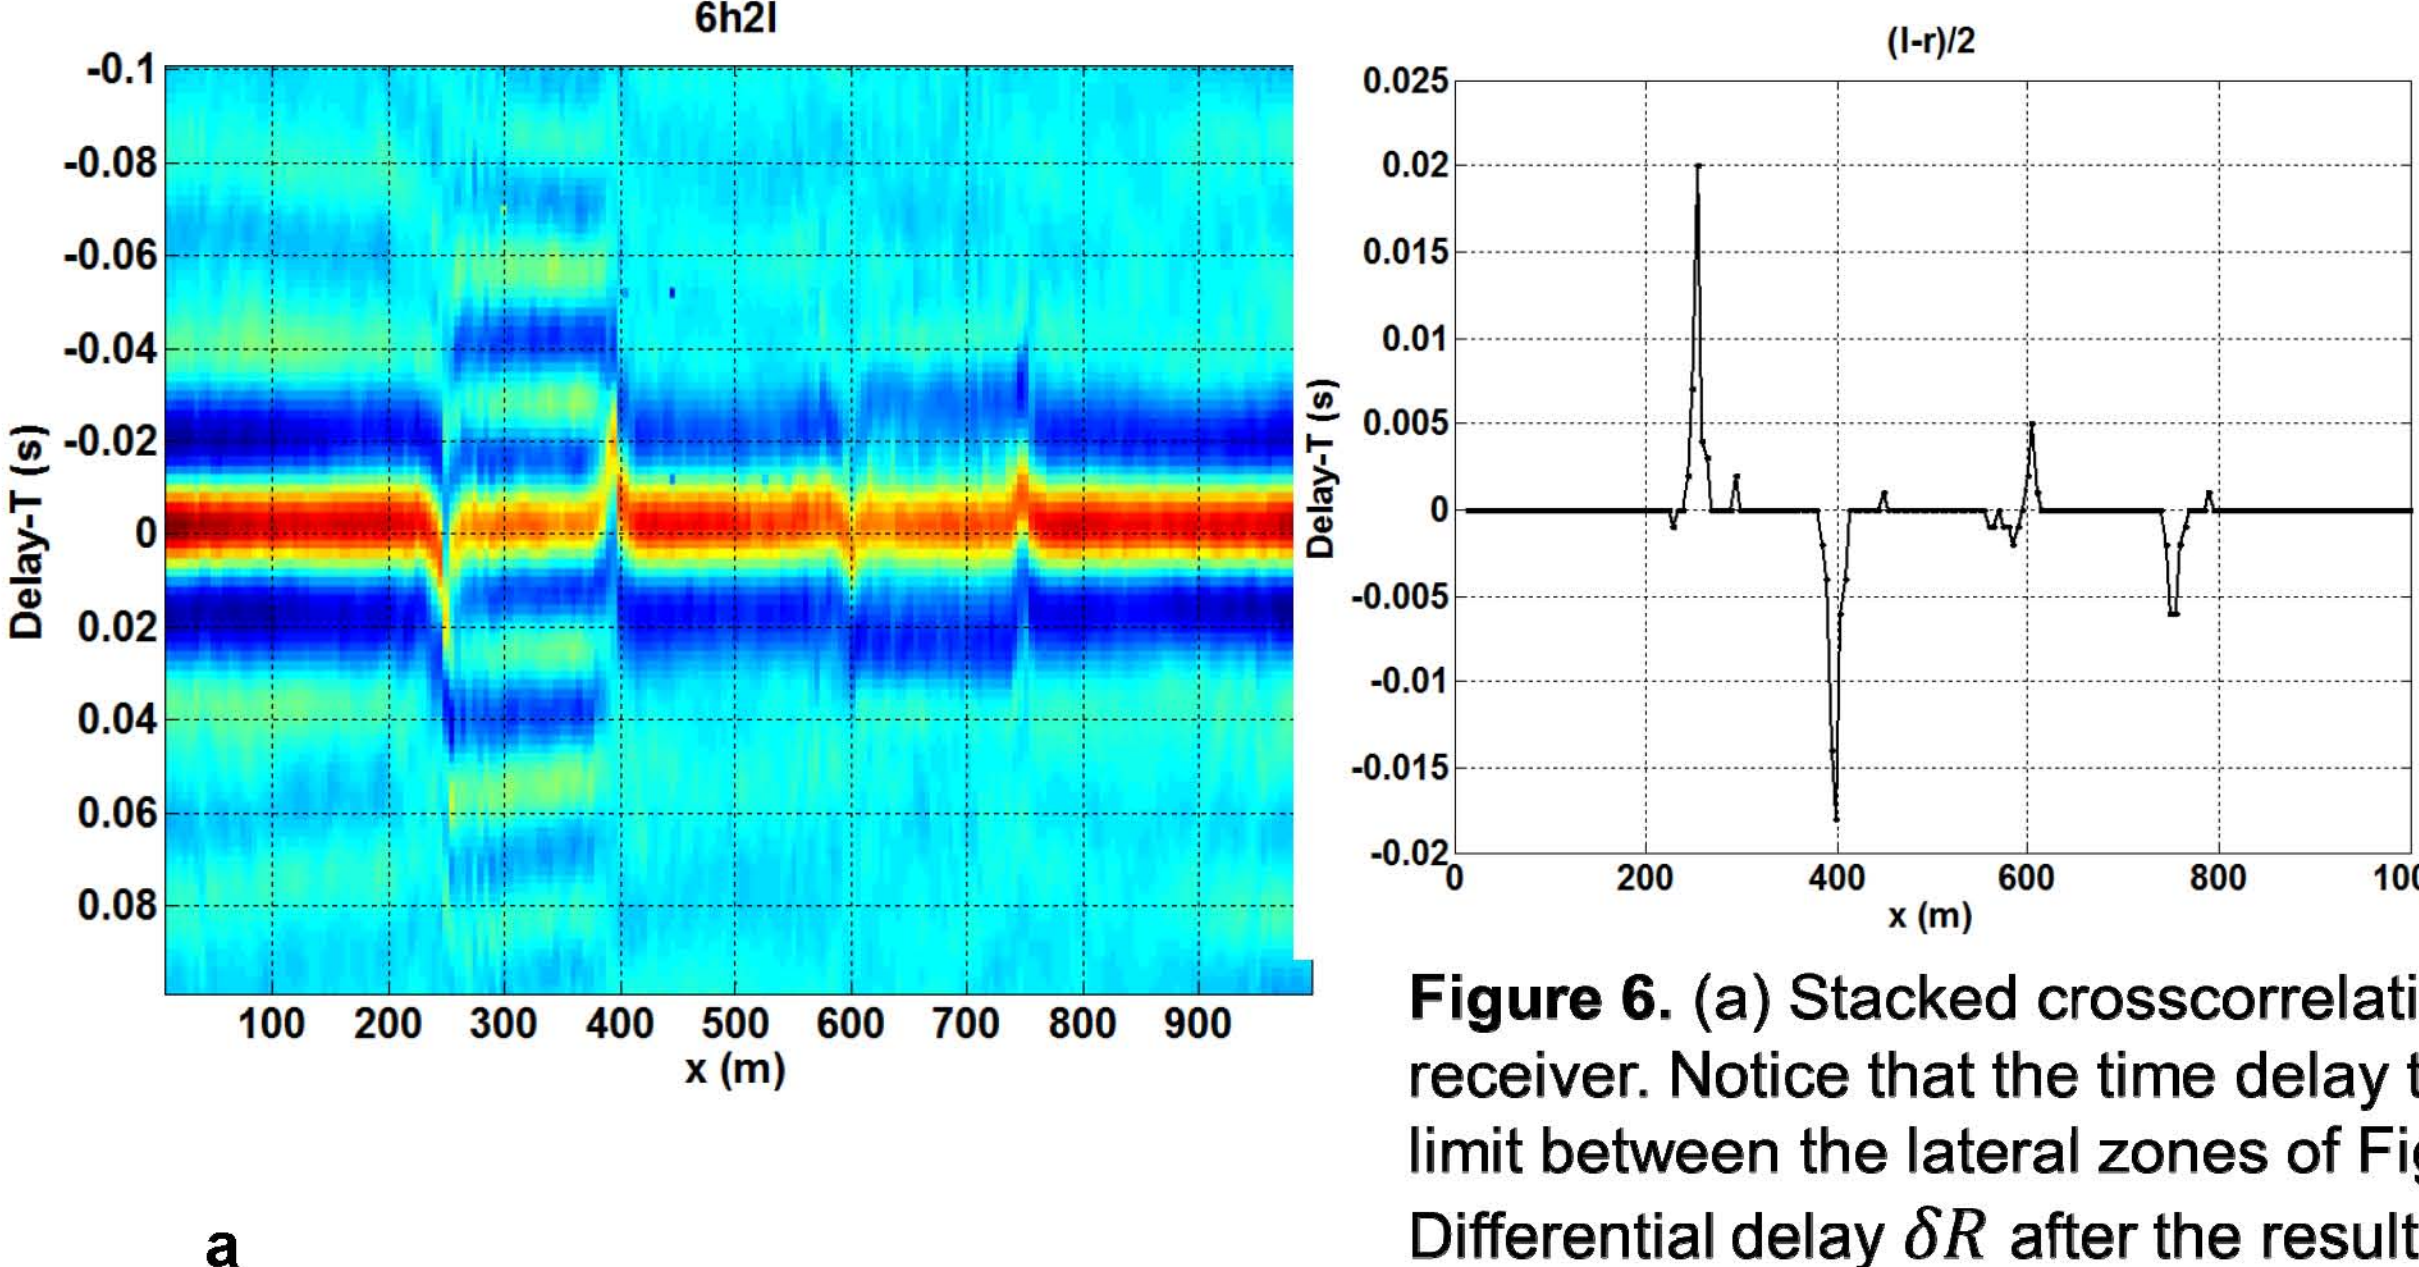 6h2l
-0.1
-0.08
-0.06
-0.04
-0.02
0
0.02
0.04
0.06
0.08
Delay-T (s)
100 200 300 400 500 600 700 800 900
x (m)
a
(l-r)/2
0.025
0.02
0.015
0.01
0.005
0
-0.005
-0.01
-0.015
-0.02
Delay-T (s)
0 200 400 600 800 100
x (m)
Figure 6. (a) Stacked crosscorrelati
receiver. Notice that the time delay t
limit between the lateral zones of Fig
Differential delay δR after the result